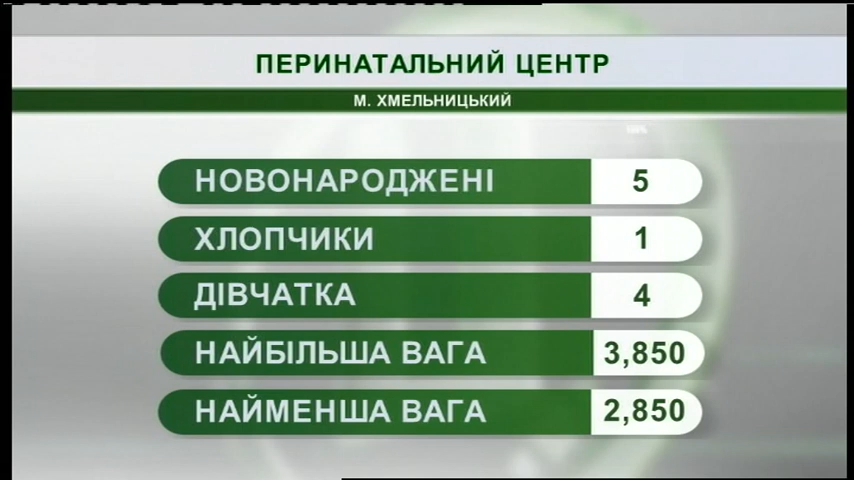 ПЕРИНАТАЛЬНИЙ ЦЕНТР
М. ХМЕЛЬНИЦЬКИЙ
НОВОНАРОДЖЕНІ 5
ХЛОПЧИКИ 1
ДІВЧАТКА 4
НАЙБІЛЬША ВАГА 3,850
НАЙМЕНША ВАГА 2,850